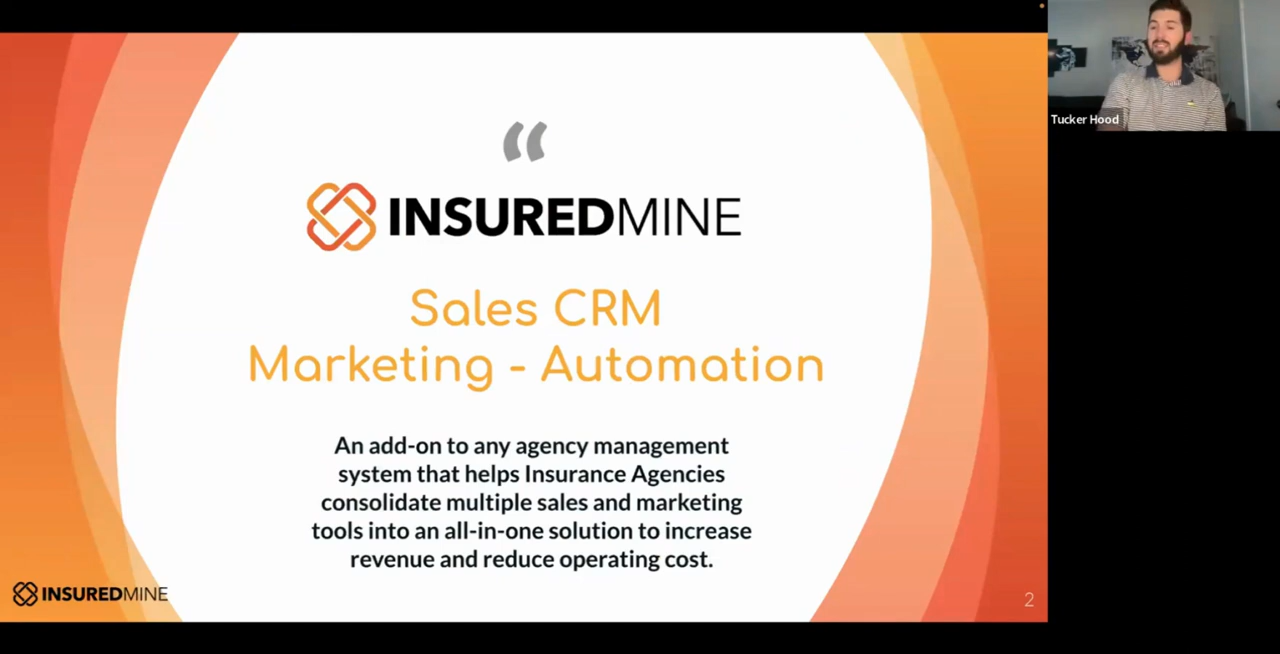 “
INSUREDMINE
Sales CRM
Marketing - Automation
An add-on to any agency management
system that helps Insurance Agencies
consolidate multiple sales and marketing
tools into an all-in-one solution to increase
revenue and reduce operating cost.
INSUREDMINE
2
Tucker Hood